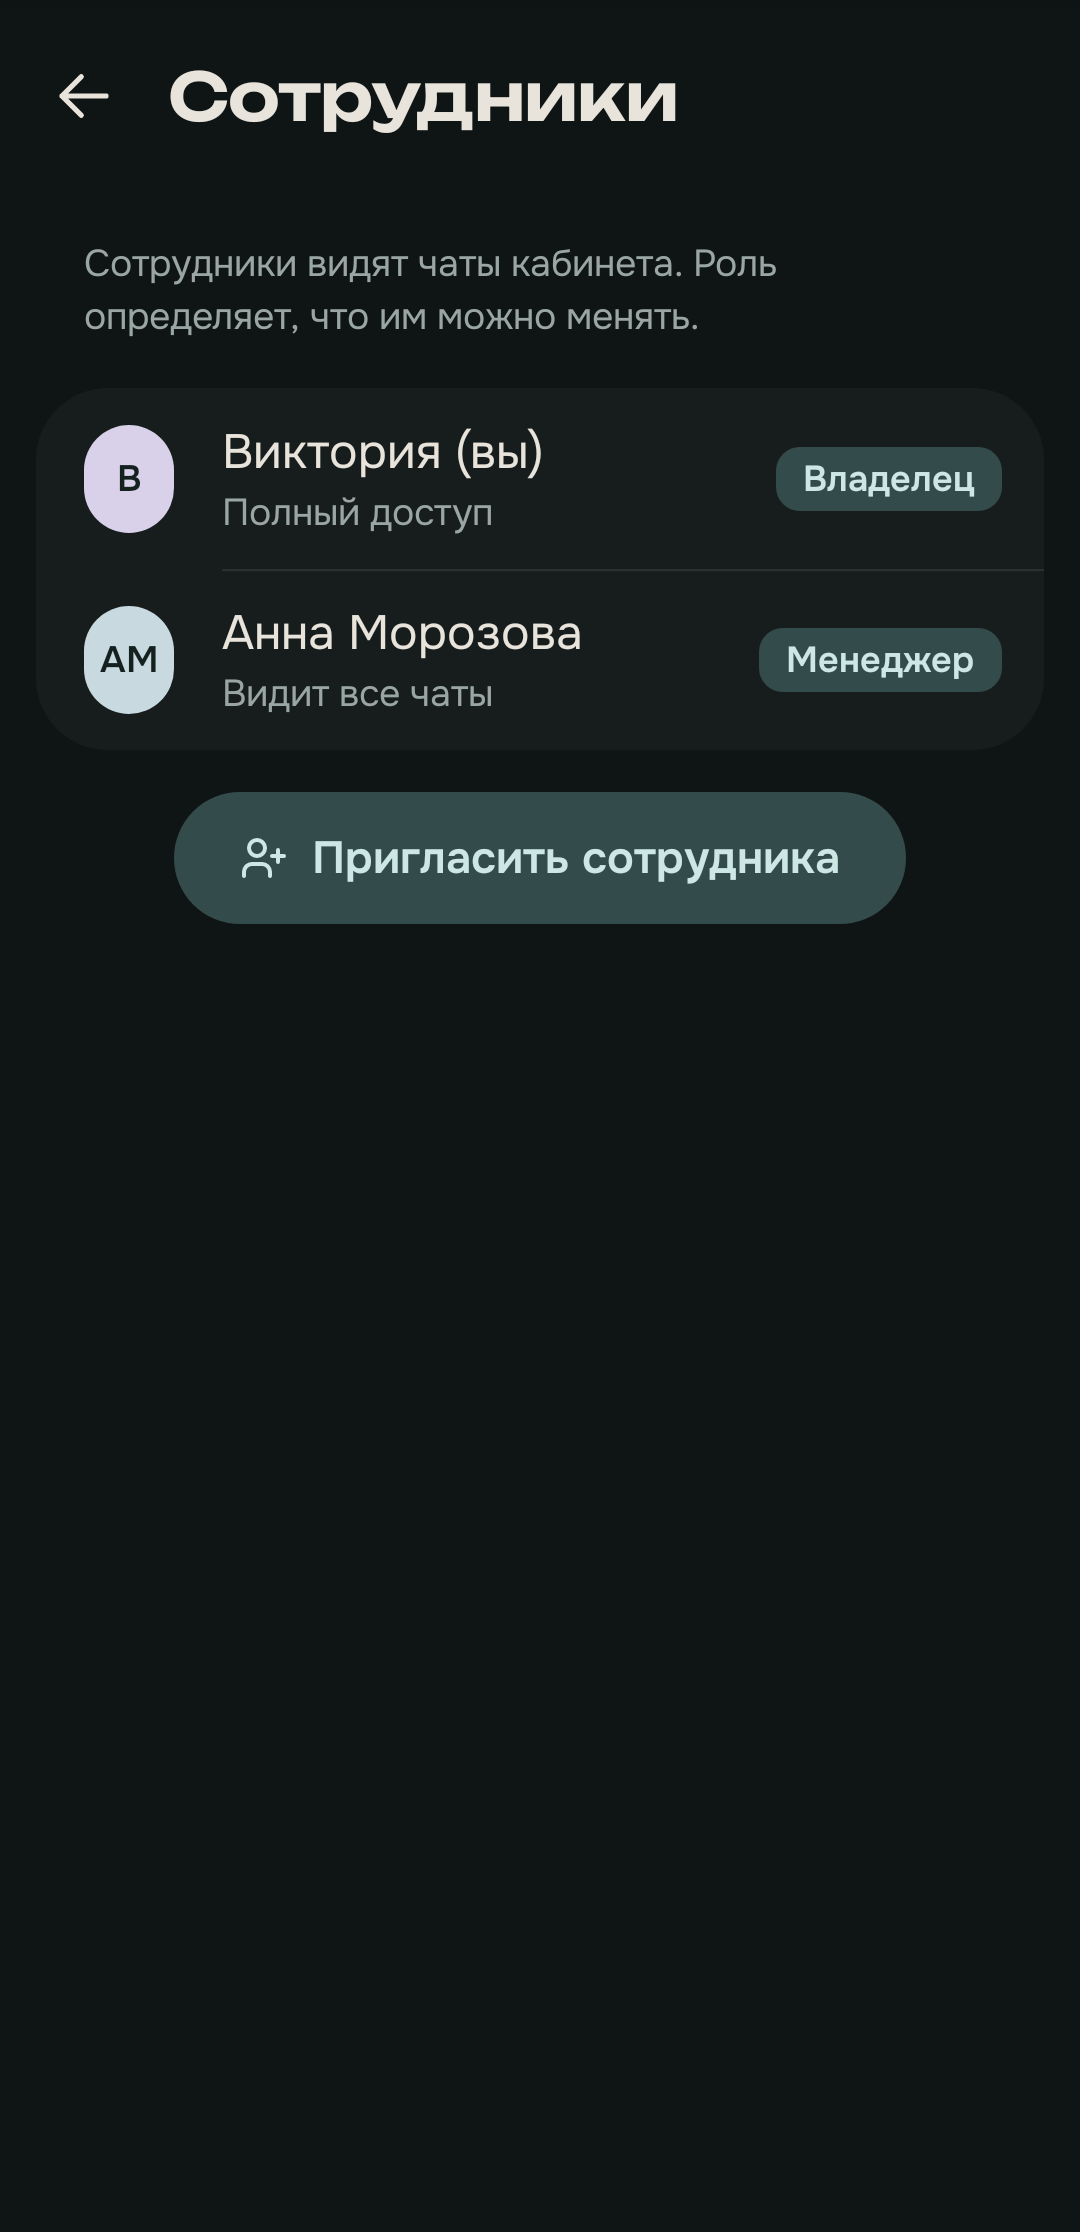 Сотрудники
Сотрудники видят чаты кабинета. Роль
определяет, что им можно менять.
В
Виктория (вы)
Полный доступ
Владелец
АМ
Анна Морозова
Видит все чаты
Менеджер
Пригласить сотрудника